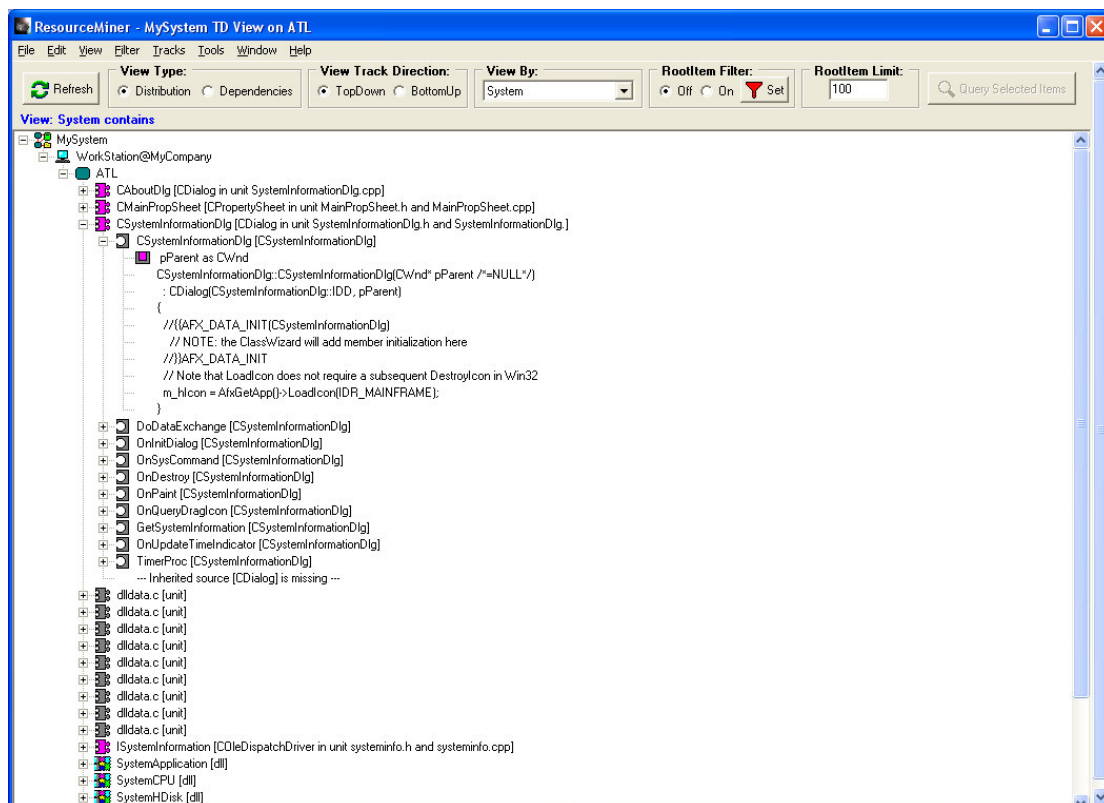 ResourceMiner - MySystem TD View on ATL
File Edit View Filter Tracks Tools Window Help
Refresh
View Type:
Distribution Dependencies
View Track Direction:
TopDown BottomUp
View By:
System
RootItem Filter:
Off On Set
RootItem Limit:
100
Query Selected Items
View: System contains
MySystem
WorkStation@MyCompany
ATL
CAboutDlg [CDialog in unit SystemInformationDlg.cpp]
CMainPropSheet [CPropertySheet in unit MainPropSheet.h and MainPropSheet.cpp]
CSystemInformationDlg [CDialog in unit SystemInformationDlg.h and SystemInformationDlg.]
CSystemInformationDlg [CSystemInformationDlg]
pParent as CWnd
CSystemInformationDlg::CSystemInformationDlg(CWnd* pParent /*=NULL*/)
: CDialog(CSystemInformationDlg::IDD, pParent)
{
//{{AFX_DATA_INIT(CSystemInformationDlg)
// NOTE: the ClassWizard will add member initialization here
//}}AFX_DATA_INIT
// Note that LoadIcon does not require a subsequent DestroyIcon in Win32
m_hIcon = AfxGetApp()->LoadIcon(IDR_MAINFRAME);
}
DoDataExchange [CSystemInformationDlg]
OnInitDialog [CSystemInformationDlg]
OnSysCommand [CSystemInformationDlg]
OnDestroy [CSystemInformationDlg]
OnPaint [CSystemInformationDlg]
OnQueryDragIcon [CSystemInformationDlg]
GetSystemInformation [CSystemInformationDlg]
OnUpdateTimeIndicator [CSystemInformationDlg]
TimerProc [CSystemInformationDlg]
--- Inherited source [CDialog] is missing ---
dlldata.c [unit]
dlldata.c [unit]
dlldata.c [unit]
dlldata.c [unit]
dlldata.c [unit]
dlldata.c [unit]
dlldata.c [unit]
dlldata.c [unit]
dlldata.c [unit]
ISystemInformation [COleDispatchDriver in unit systeminfo.h and systeminfo.cpp]
SystemApplication [dll]
SystemCPU [dll]
SystemHDisk [dll]